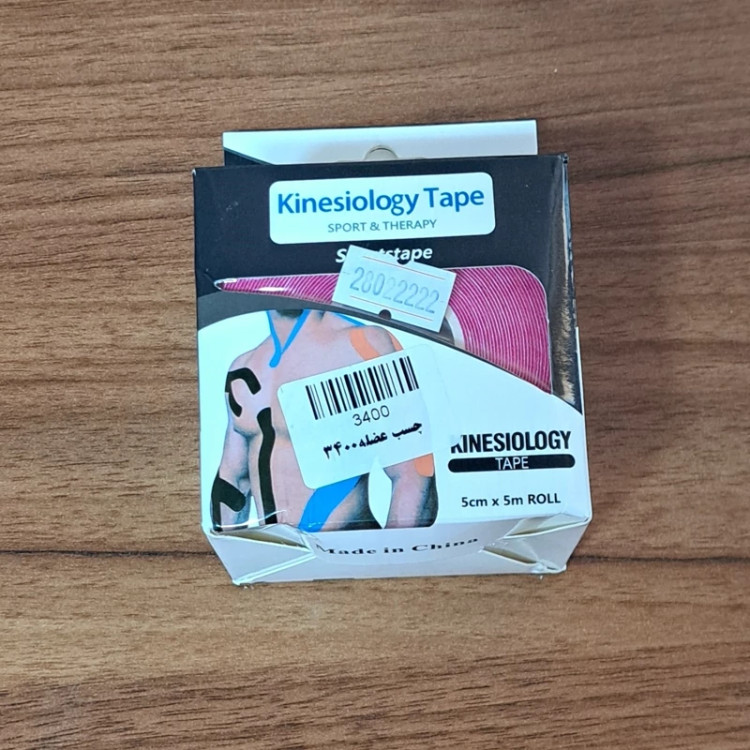 Kinesiology Tape
SPORT & THERAPY
28022222
3400
چسب عضله ۳۴۰۰
KINESIOLOGY
TAPE
5cm x 5m ROLL
Made in China